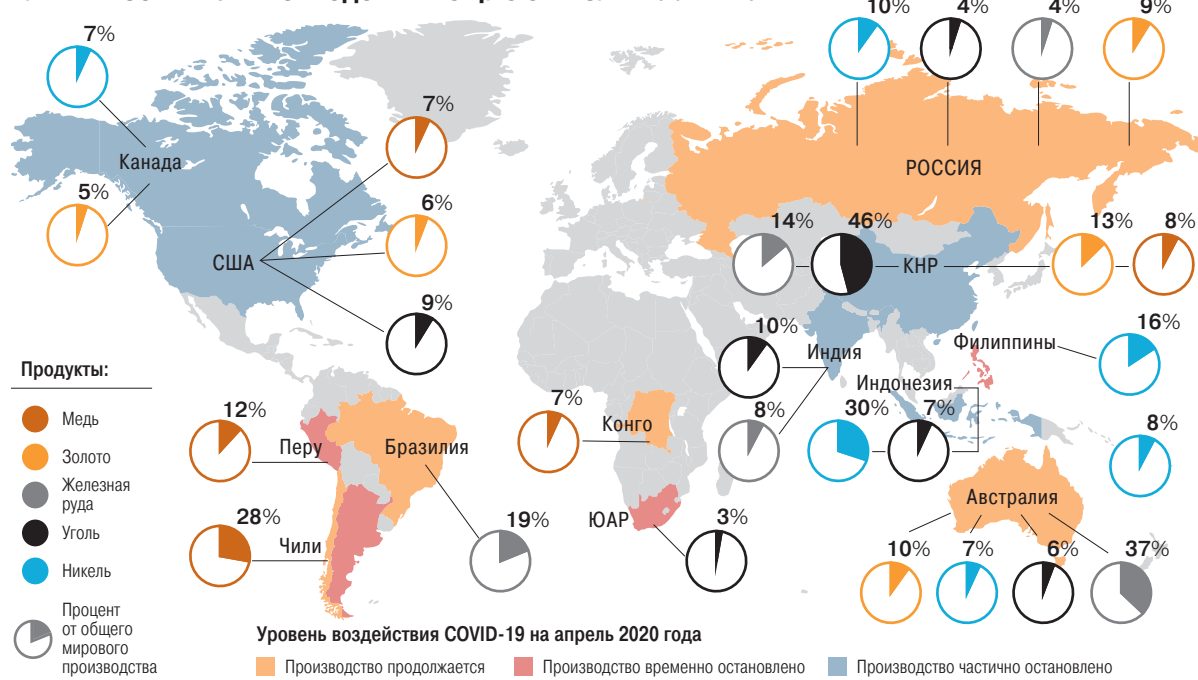 10%
4%
4%
9%
7%
Канада
5%
7%
США
6%
9%
РОССИЯ
14%
46%
КНР
13%
8%
10%
Индия
8%
Филиппины
16%
Индонезия
30%
7%
8%
Продукты:
Медь
Золото
Железная
руда
Уголь
Никель
Процент
от общего
мирового
производства
12%
Перу
Бразилия
28%
Чили
19%
7%
Конго
ЮАР
3%
Австралия
10%
7%
6%
37%
Уровень воздействия COVID-19 на апрель 2020 года
Производство продолжается
Производство временно остановлено
Производство частично остановлено